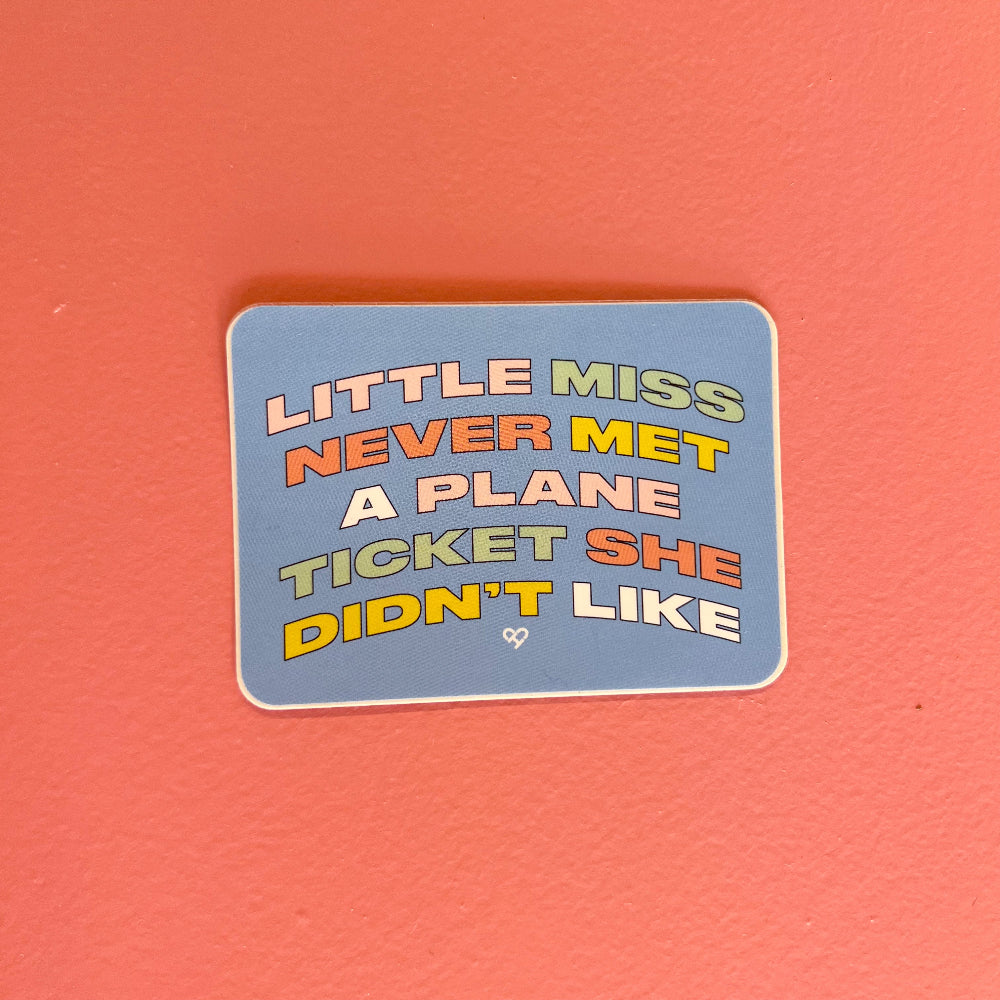 LITTLE MISS
NEVER MET
A PLANE
TICKET SHE
DIDN'T LIKE